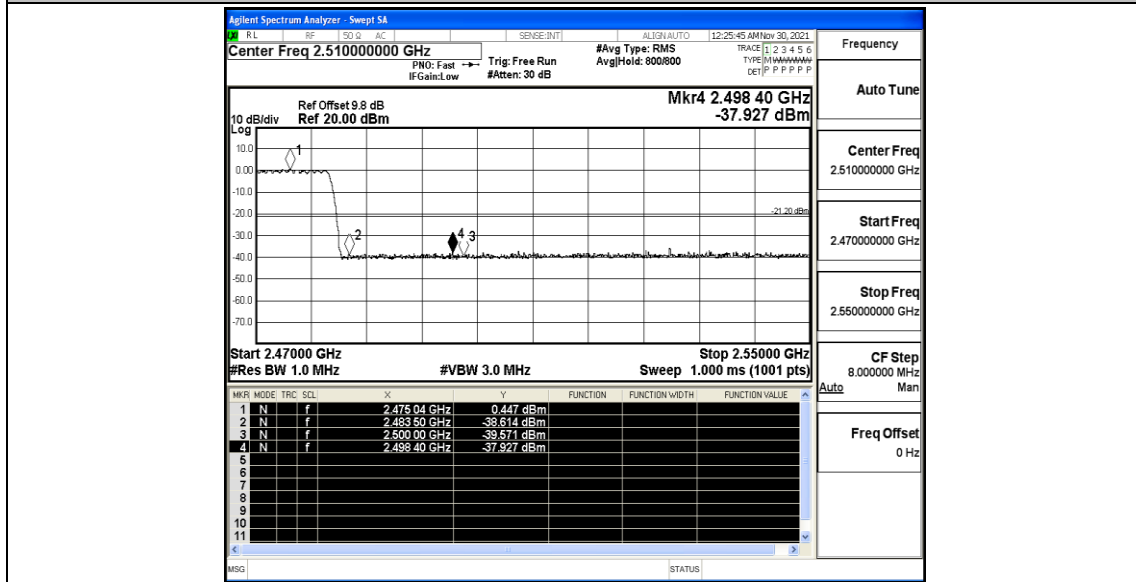 Agilent Spectrum Analyzer - Swept SA
RL RF 50 Ω AC SENSE:INT ALIGNAUTO 12:25:45 AM Nov 30, 2021
Center Freq 2.510000000 GHz
PNO: Fast
IFGain:Low
Trig: Free Run
#Atten: 30 dB
#Avg Type: RMS
Avg|Hold: 800/800
TRACE 1 2 3 4 5 6
TYPE M WWWWW
DET P P P P P P
Frequency
Auto Tune
Center Freq
2.510000000 GHz
Start Freq
2.470000000 GHz
Stop Freq
2.550000000 GHz
CF Step
8.000000 MHz
Auto Man
Freq Offset
0 Hz
Mkr4 2.498 40 GHz
-37.927 dBm
Ref Offset 9.8 dB
10 dB/div Ref 20.00 dBm
Log
10.0
0.00
-10.0
-20.0
-30.0
-40.0
-50.0
-60.0
-70.0
1
2
4
3
-21.20 dBm
Start 2.47000 GHz Stop 2.55000 GHz
#Res BW 1.0 MHz #VBW 3.0 MHz Sweep 1.000 ms (1001 pts)
MKR MODE TRC SCL X Y FUNCTION FUNCTION WIDTH FUNCTION VALUE
1 N f 2.475 04 GHz 0.447 dBm
2 N f 2.483 50 GHz -38.614 dBm
3 N f 2.500 00 GHz -39.571 dBm
4 N f 2.498 40 GHz -37.927 dBm
5
6
7
8
9
10
11
MSG STATUS